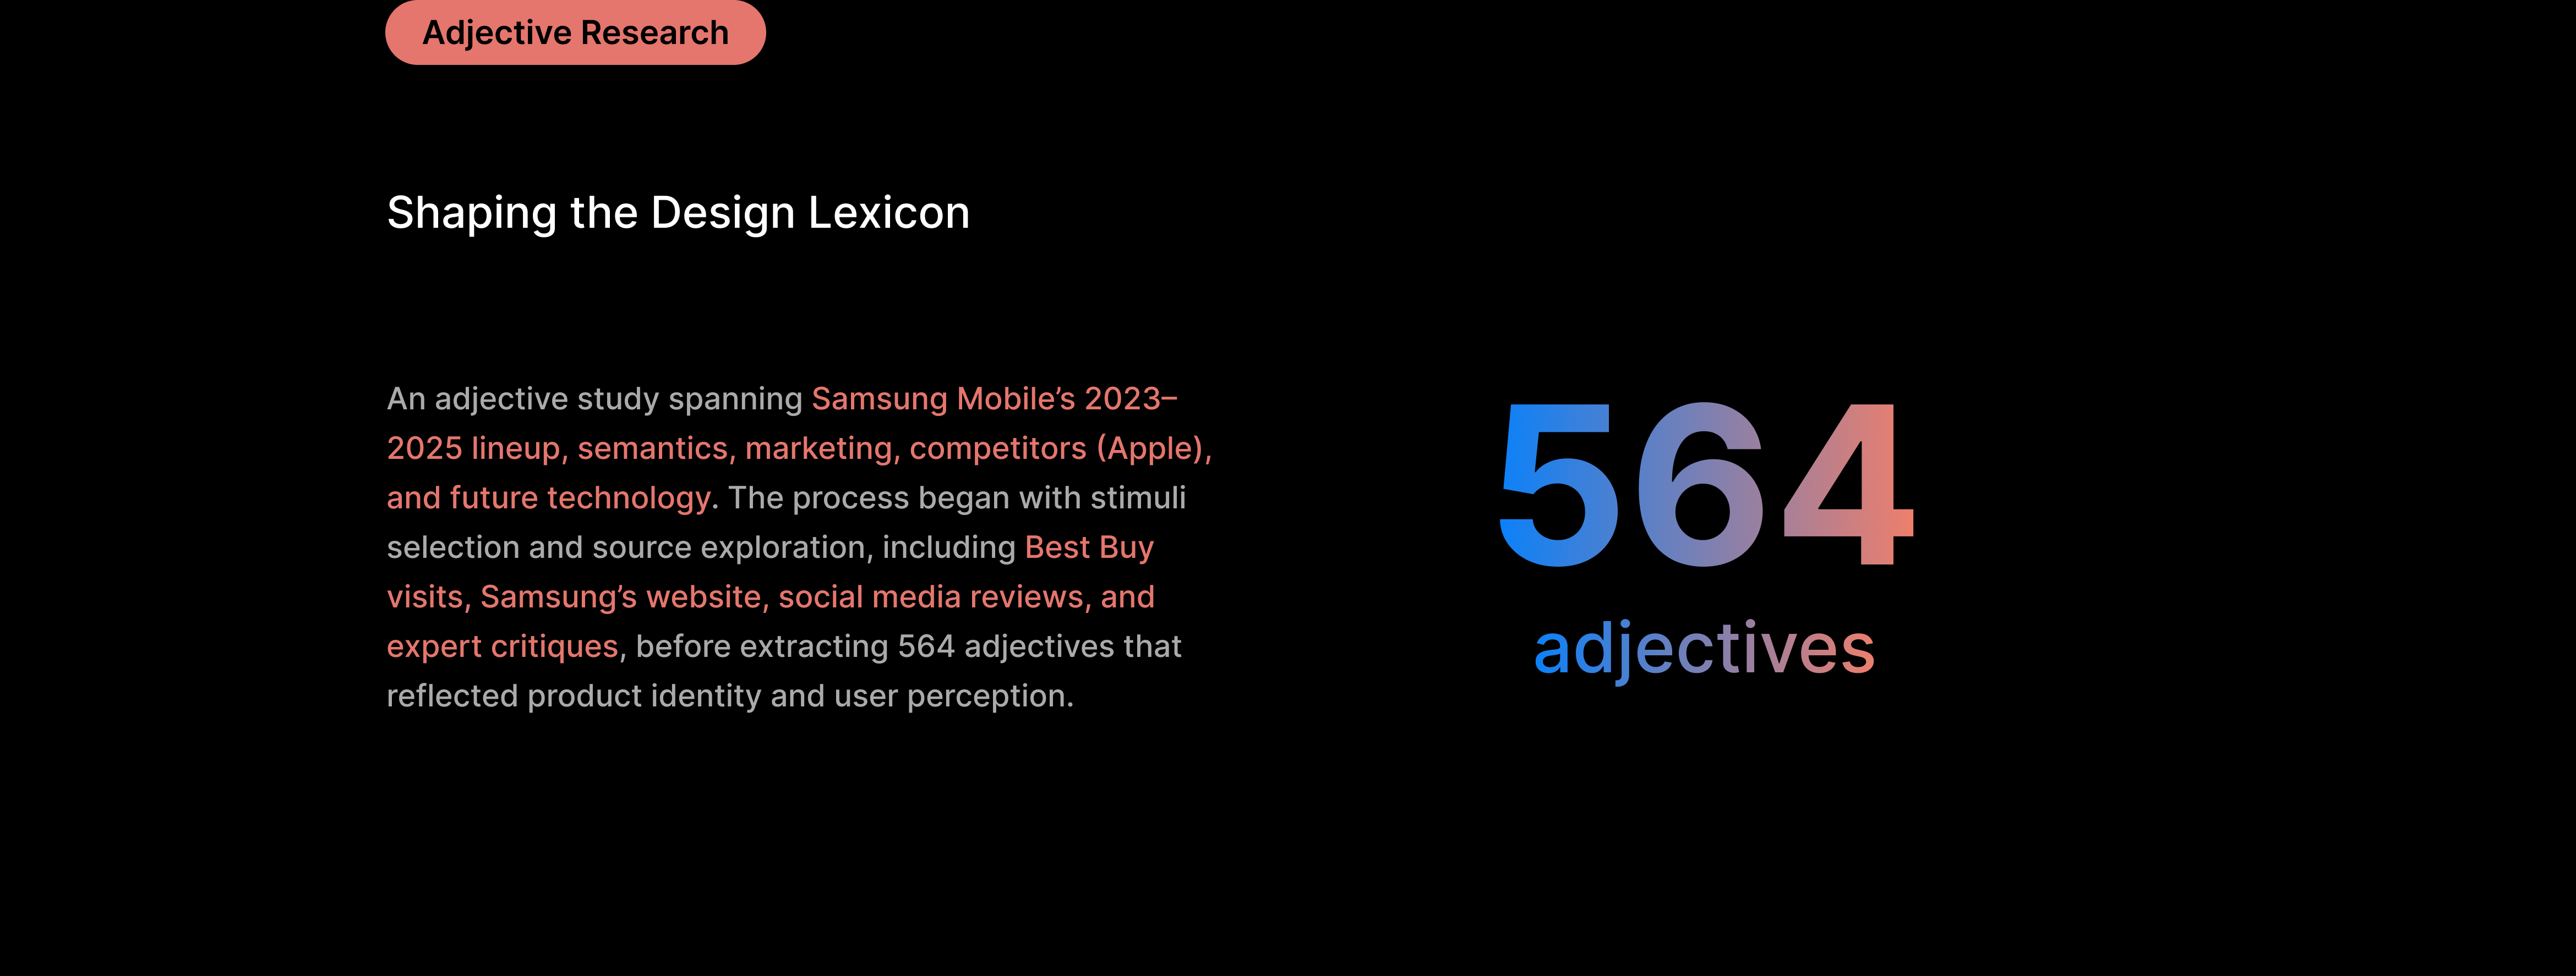 Adjective Research
Shaping the Design Lexicon
An adjective study spanning Samsung Mobile’s 2023–
2025 lineup, semantics, marketing, competitors (Apple),
and future technology. The process began with stimuli
selection and source exploration, including Best Buy
visits, Samsung’s website, social media reviews, and
expert critiques, before extracting 564 adjectives that
reflected product identity and user perception.
564
adjectives